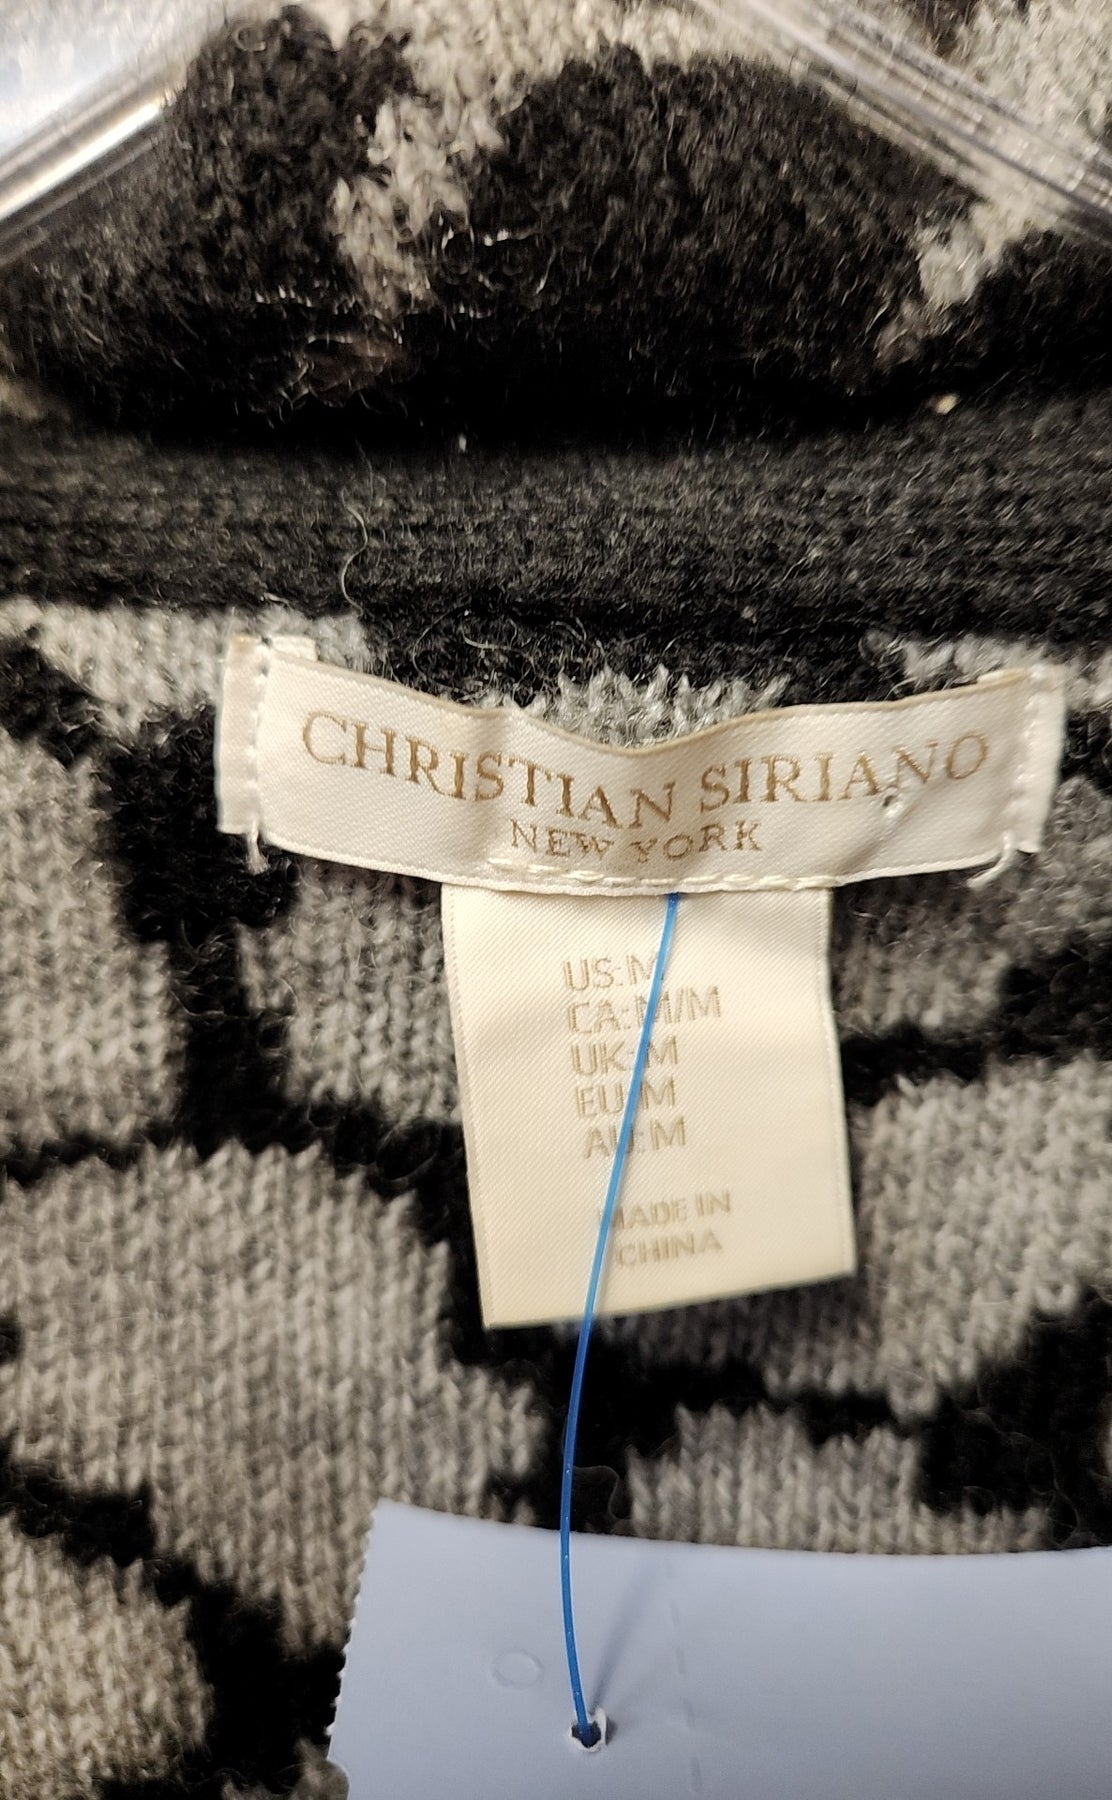 CHRISTIAN SIRIANO
NEW YORK
US:M
CA:M/M
UK:M
EU:M
AU:M
MADE IN
CHINA